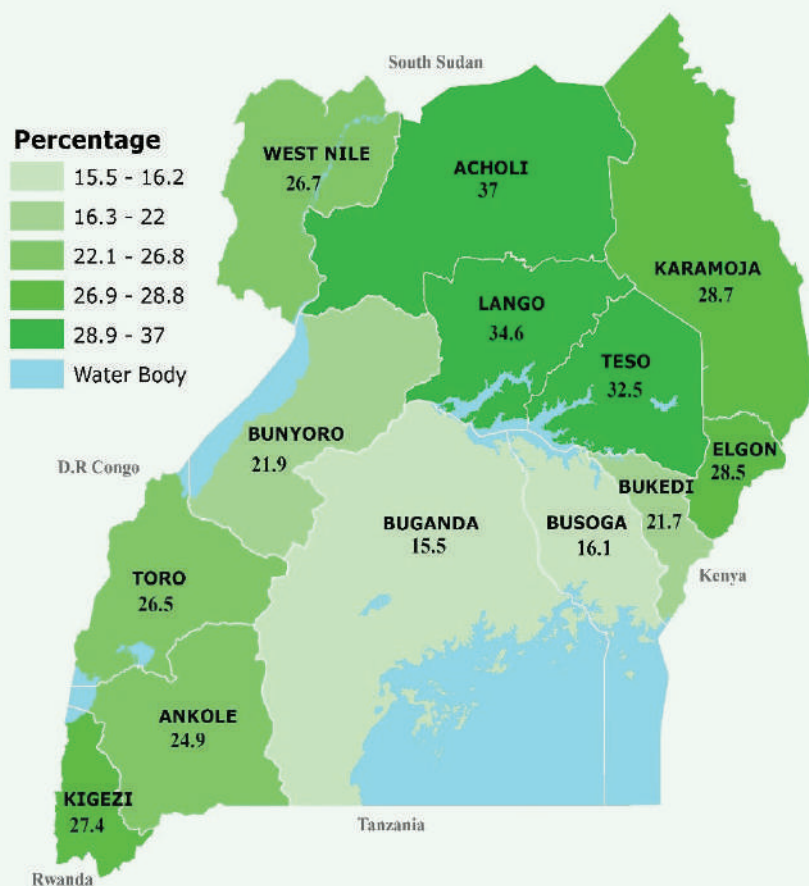 South Sudan
Percentage
15.5 - 16.2
16.3 - 22
22.1 - 26.8
26.9 - 28.8
28.9 - 37
Water Body
WEST NILE
26.7
ACHOLI
37
KARAMOJA
28.7
LANGO
34.6
TESO
32.5
BUNYORO
21.9
D.R Congo
ELGON
28.5
BUKEDI
21.7
BUGANDA
15.5
BUSOGA
16.1
Kenya
TORO
26.5
ANKOLE
24.9
KIGEZI
27.4
Tanzania
Rwanda